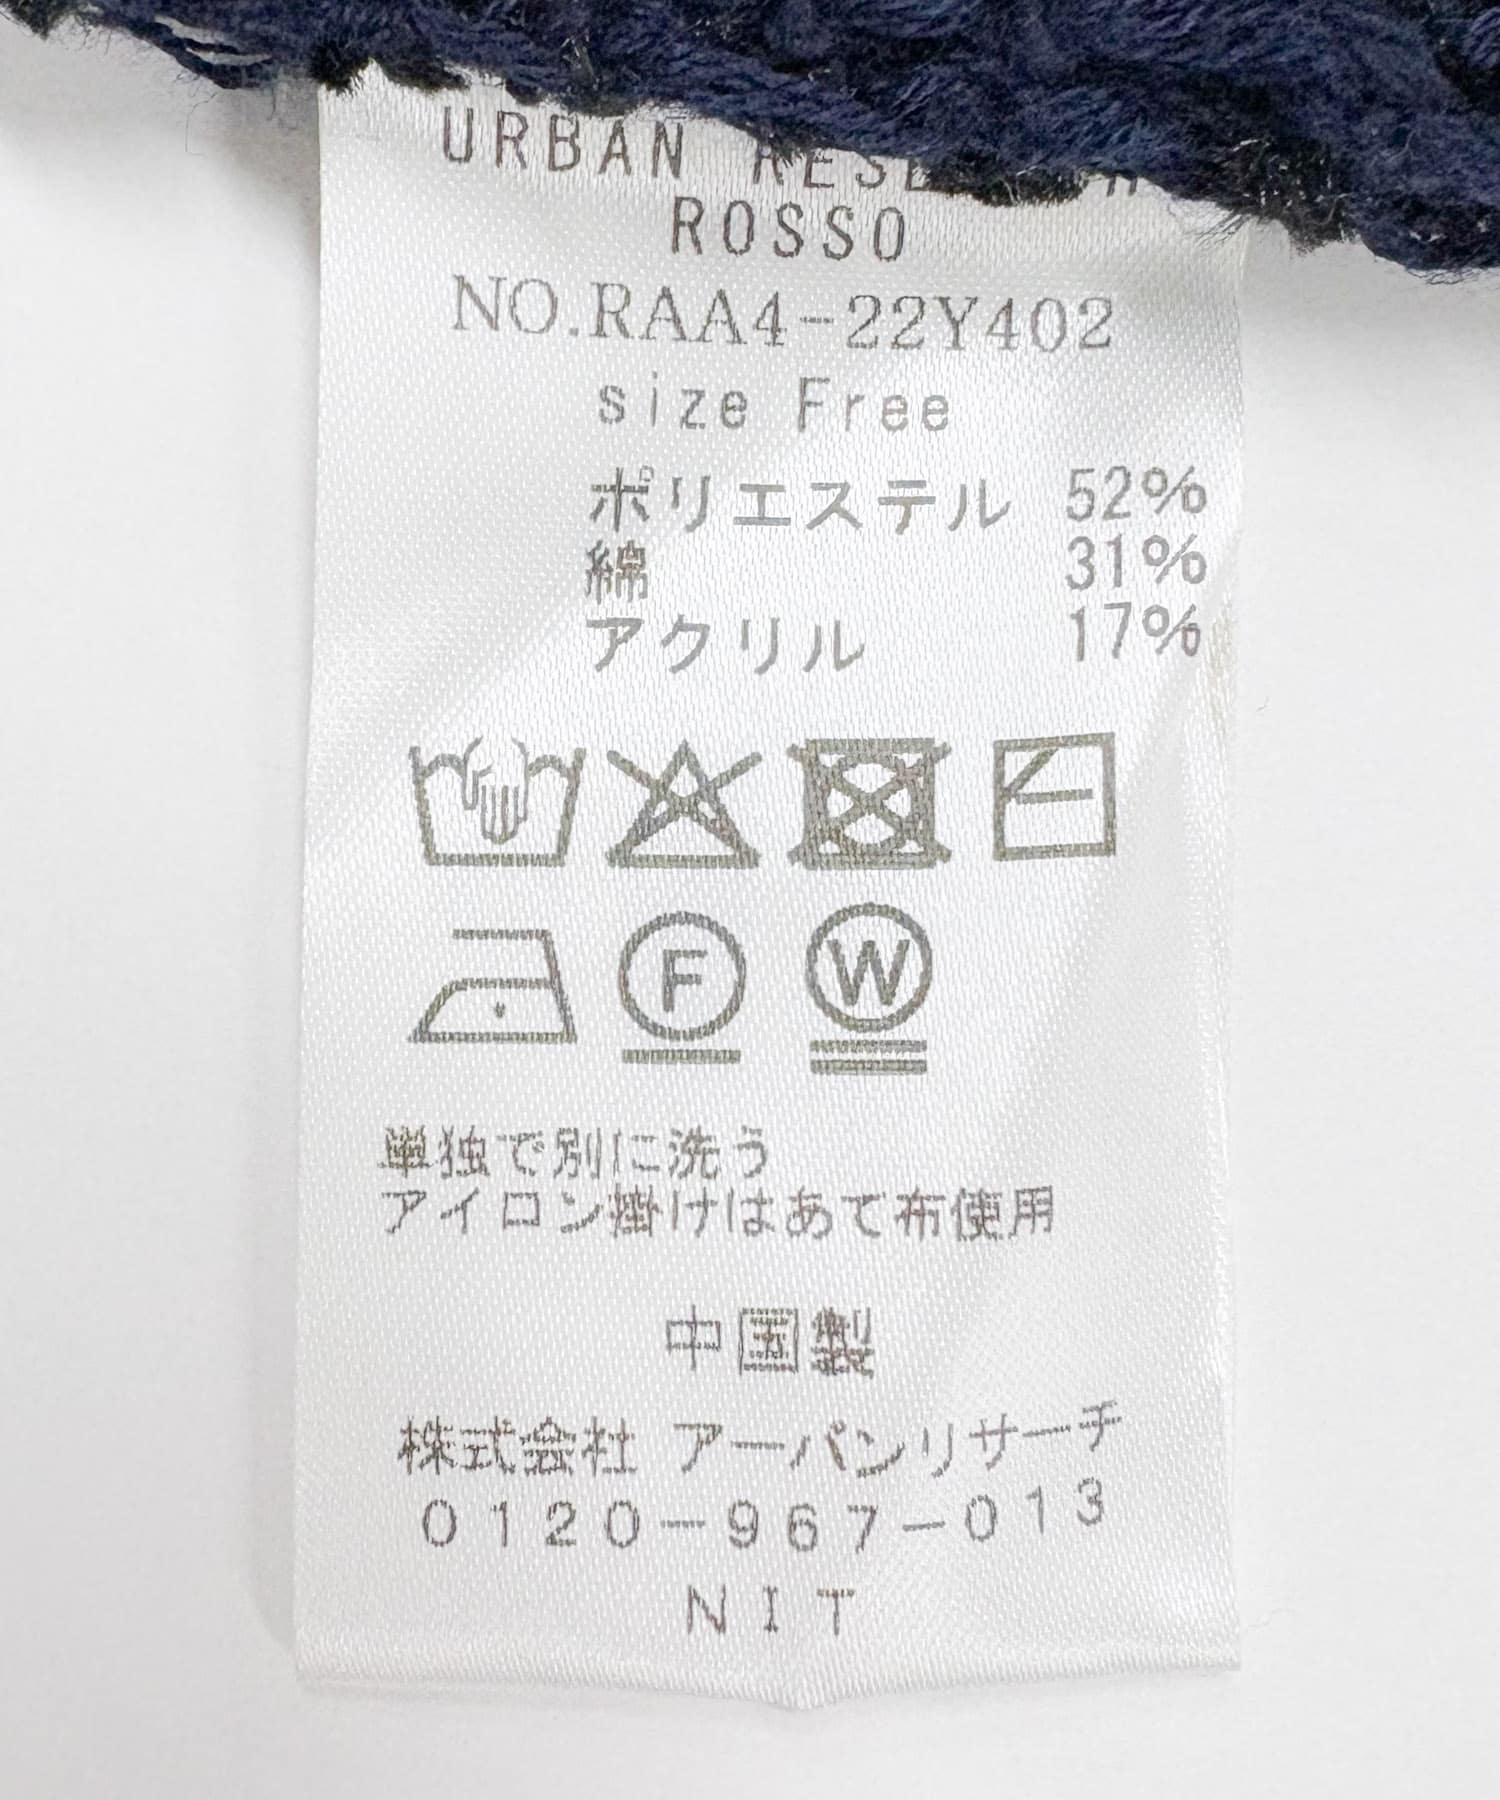 URBAN RESEARCH
ROSSO
NO.RAA4-22Y402
size Free
ポリエステル 52%
綿 31%
アクリル 17%
F W
単独で別に洗う
アイロン掛けはあて布使用
中国製
株式会社 アーバンリサーチ
0120-967-013
NIT